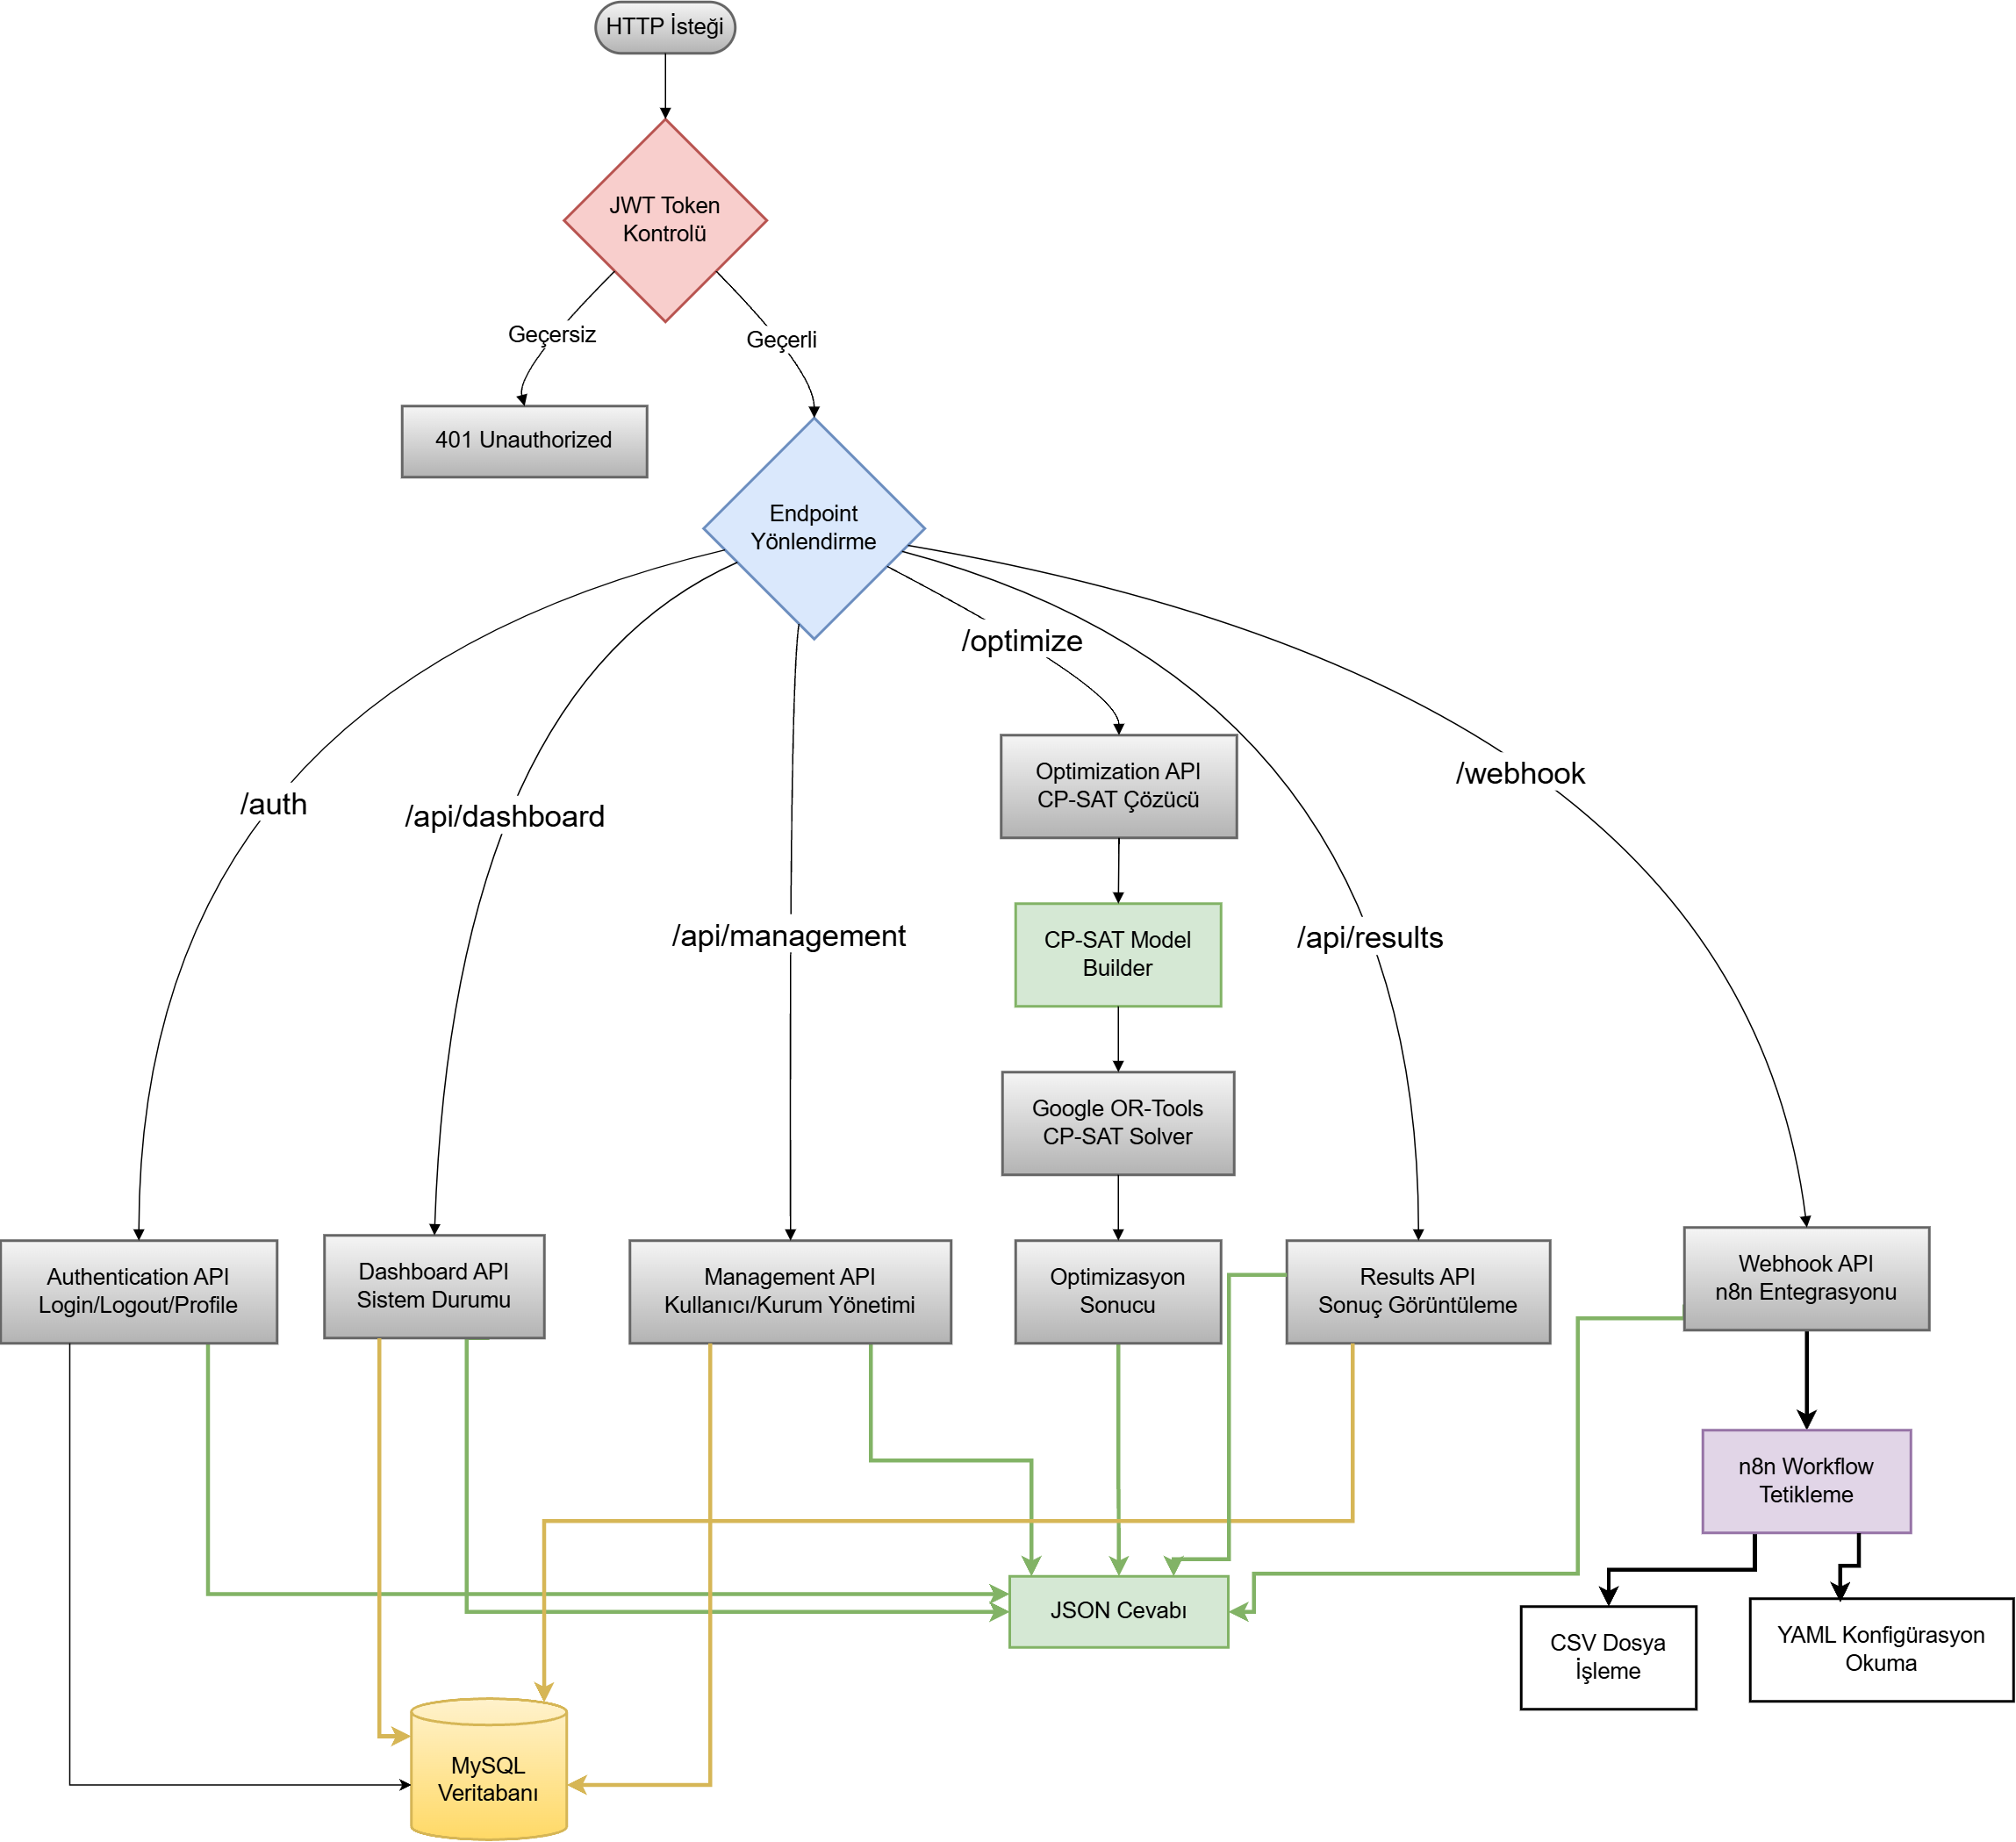 HTTP İsteği
JWT Token
Kontrolü
Geçersiz
Geçerli
401 Unauthorized
Endpoint
Yönlendirme
/optimize
/auth
/api/dashboard
/api/management
Optimization API
CP-SAT Çözücü
/webhook
CP-SAT Model
Builder
/api/results
Google OR-Tools
CP-SAT Solver
Authentication API
Login/Logout/Profile
Dashboard API
Sistem Durumu
Management API
Kullanıcı/Kurum Yönetimi
Optimizasyon
Sonucu
Results API
Sonuç Görüntüleme
Webhook API
n8n Entegrasyonu
n8n Workflow
Tetikleme
JSON Cevabı
CSV Dosya
İşleme
YAML Konfigürasyon
Okuma
MySQL
Veritabanı